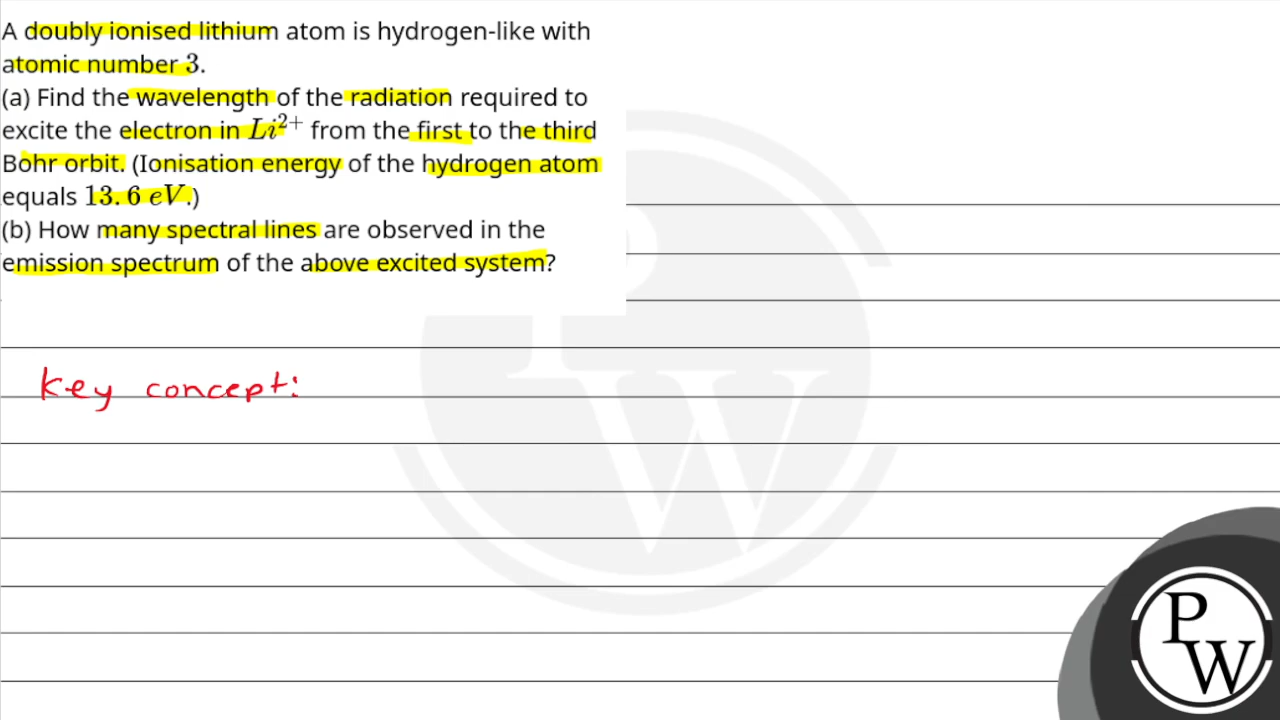 A doubly ionised lithium atom is hydrogen-like with
atomic number 3.
(a) Find the wavelength of the radiation required to
excite the electron in Li²⁺ from the first to the third
Bohr orbit. (Ionisation energy of the hydrogen atom
equals 13.6 eV.)
(b) How many spectral lines are observed in the
emission spectrum of the above excited system?
Key concept:
P
W
P
W